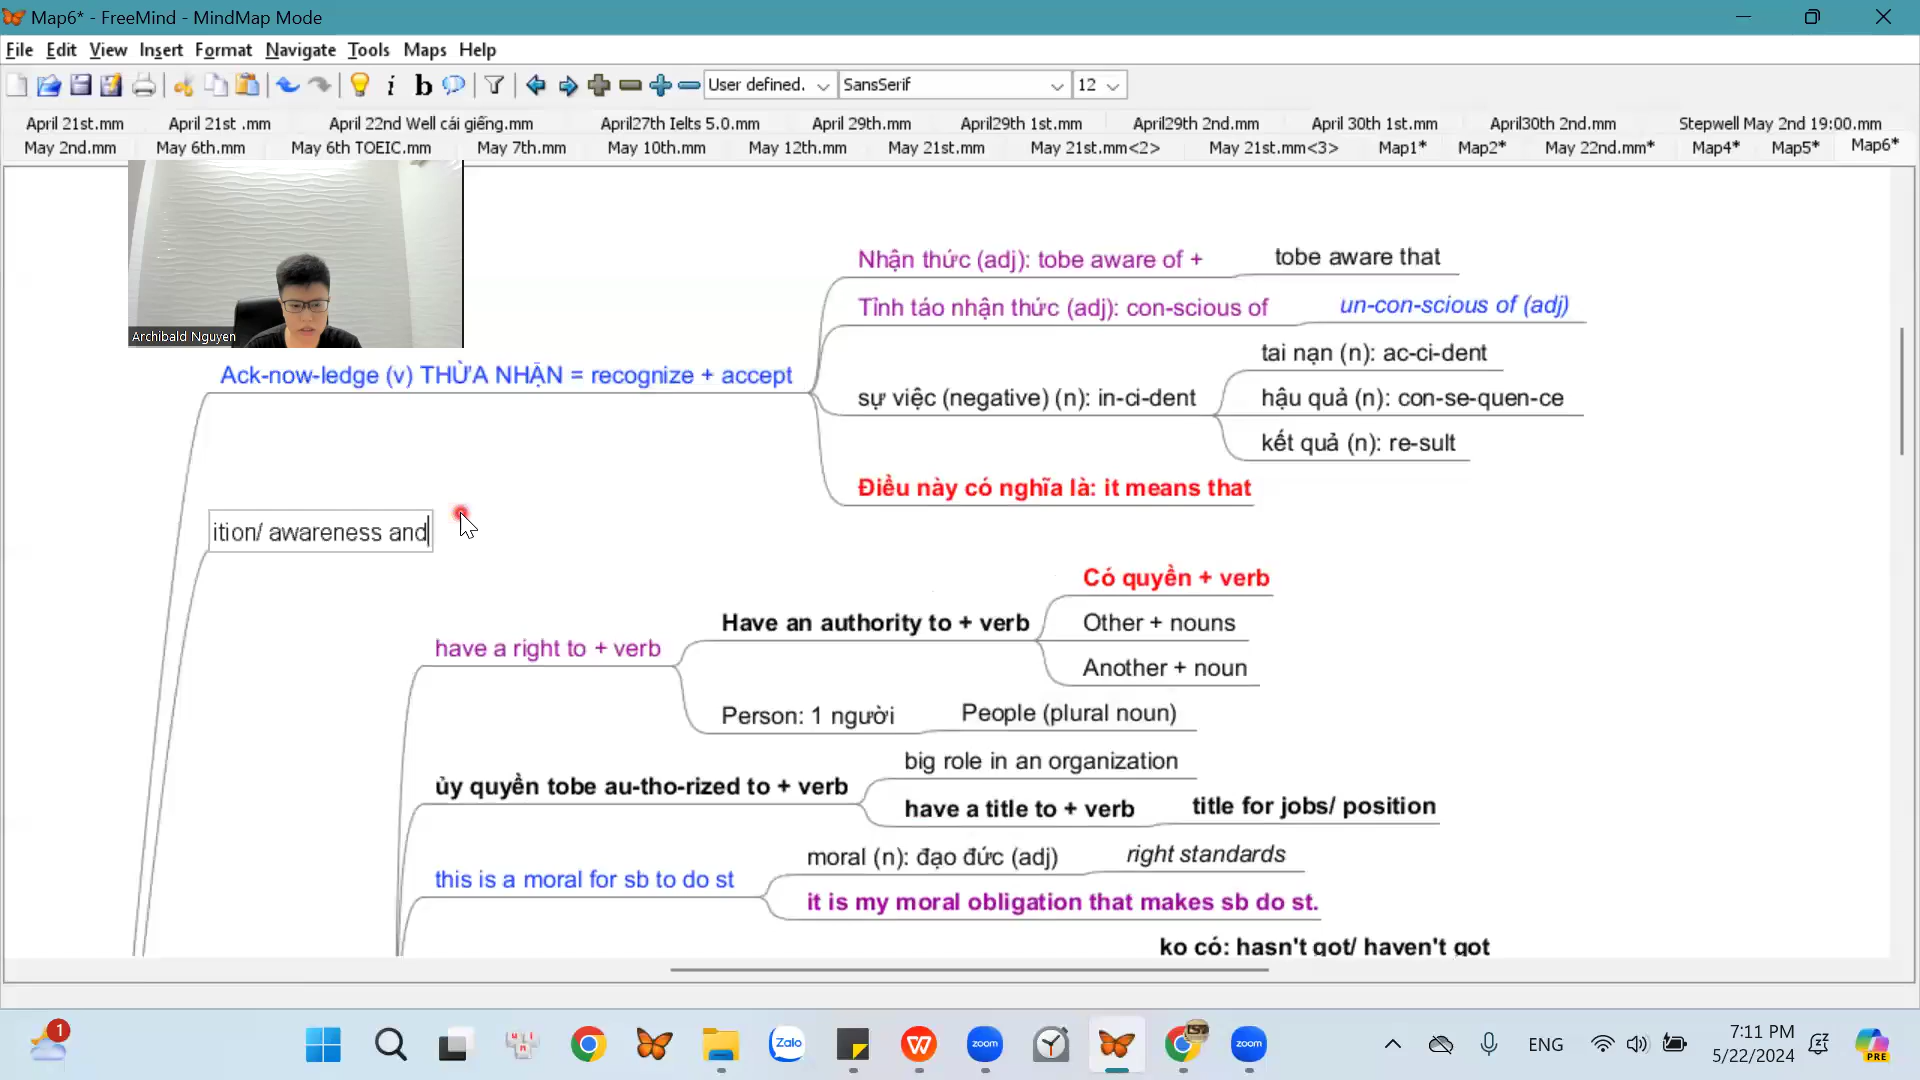 Map6* - FreeMind - MindMap Mode
File Edit View Insert Format Navigate Tools Maps Help
User defined. SansSerif 12
April 21st.mm April 21st .mm April 22nd Well cái giếng.mm April27th Ielts 5.0.mm April 29th.mm April29th 1st.mm April29th 2nd.mm April 30th 1st.mm April30th 2nd.mm Stepwell May 2nd 19:00.mm
May 2nd.mm May 6th.mm May 6th TOEIC.mm May 7th.mm May 10th.mm May 12th.mm May 21st.mm May 21st.mm<2> May 21st.mm<3> Map1* Map2* May 22nd.mm* Map4* Map5* Map6*
Archibald Nguyen
Nhận thức (adj): tobe aware of + tobe aware that
Tỉnh táo nhận thức (adj): con-scious of un-con-scious of (adj)
tai nạn (n): ac-ci-dent
Ack-now-ledge (v) THỪA NHẬN = recognize + accept
sự việc (negative) (n): in-ci-dent hậu quả (n): con-se-quen-ce
kết quả (n): re-sult
Điều này có nghĩa là: it means that
ition/ awareness and
Có quyền + verb
Have an authority to + verb Other + nouns
have a right to + verb
Another + noun
Person: 1 người People (plural noun)
big role in an organization
ủy quyền tobe au-tho-rized to + verb
have a title to + verb title for jobs/ position
moral (n): đạo đức (adj) right standards
this is a moral for sb to do st
it is my moral obligation that makes sb do st.
ko có: hasn't got/ haven't got
1
Zalo
zoom
zoom
ENG
7:11 PM
5/22/2024
PRE